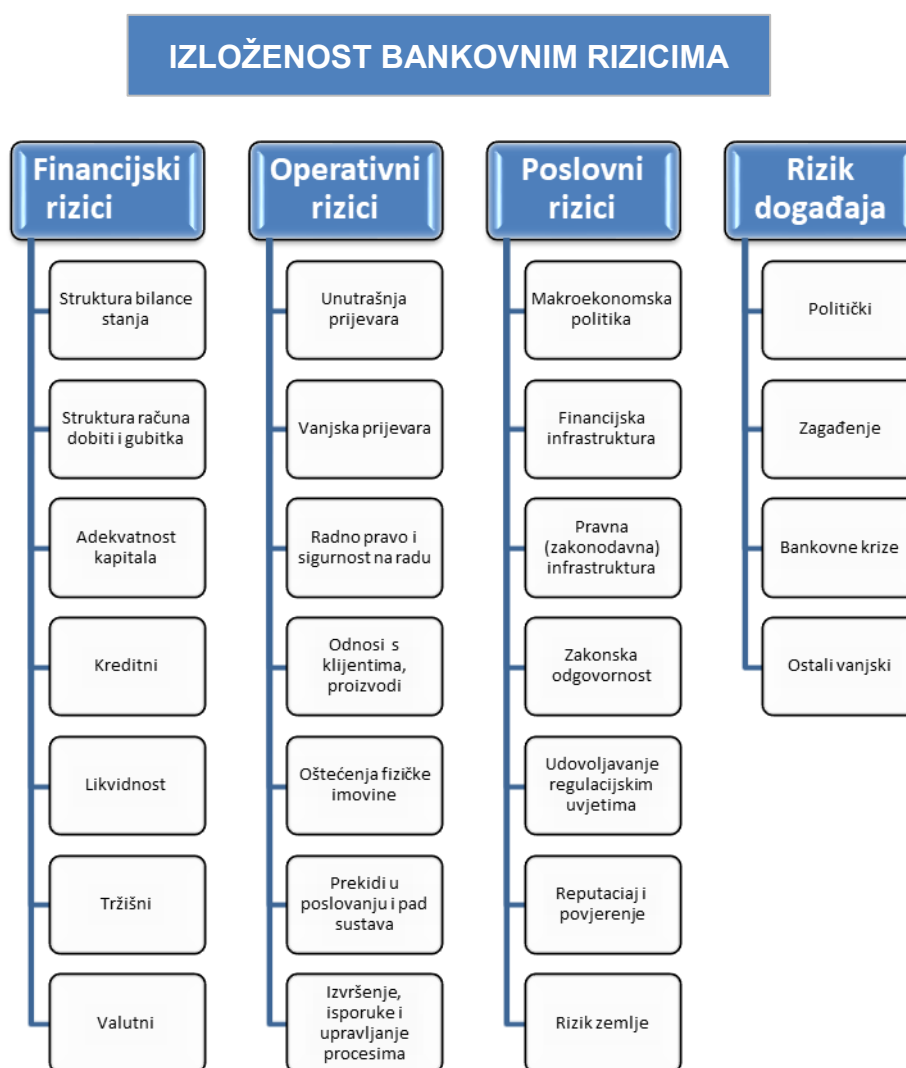 IZLOŽENOST BANKOVNIM RIZICIMA
Financijski
rizici
Struktura bilance
stanja
Struktura računa
dobiti i gubitka
Adekvatnost
kapitala
Kreditni
Likvidnost
Tržišni
Valutni
Operativni
rizici
Unutrašnja
prijevara
Vanjska prijevara
Radno pravo i
sigurnost na radu
Odnosi s
klijentima,
proizvodi
Oštećenja fizičke
imovine
Prekidi u
poslovanju i pad
sustava
Izvršenje,
isporuke i
upravljanje
procesima
Poslovni
rizici
Makroekonomska
politika
Financijska
infrastruktura
Pravna
(zakonodavna)
infrastruktura
Zakonska
odgovornost
Udovoljavanje
regulacijskim
uvjetima
Reputaciaj i
povjerenje
Rizik zemlje
Rizik
događaja
Politički
Zagađenje
Bankovne krize
Ostali vanjski